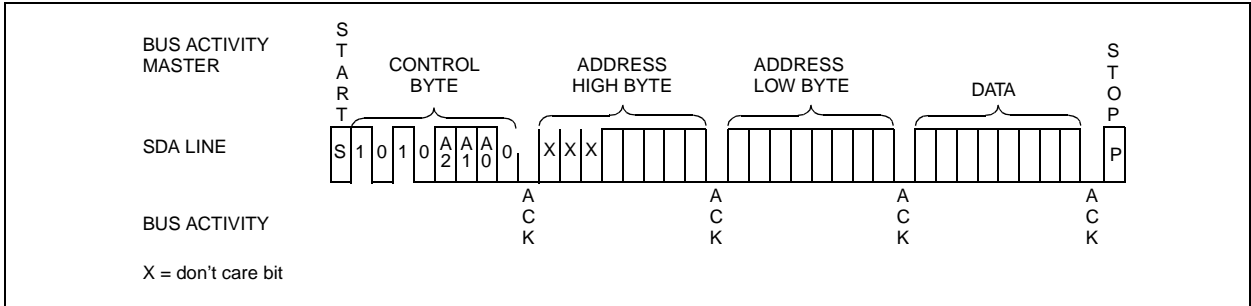 BUS ACTIVITY
MASTER
START
CONTROL
BYTE
ADDRESS
HIGH BYTE
ADDRESS
LOW BYTE
DATA
STOP
SDA LINE
S 1 0 1 0 A2 A1 A0 0 X X X P
BUS ACTIVITY
ACK ACK ACK ACK
X = don't care bit